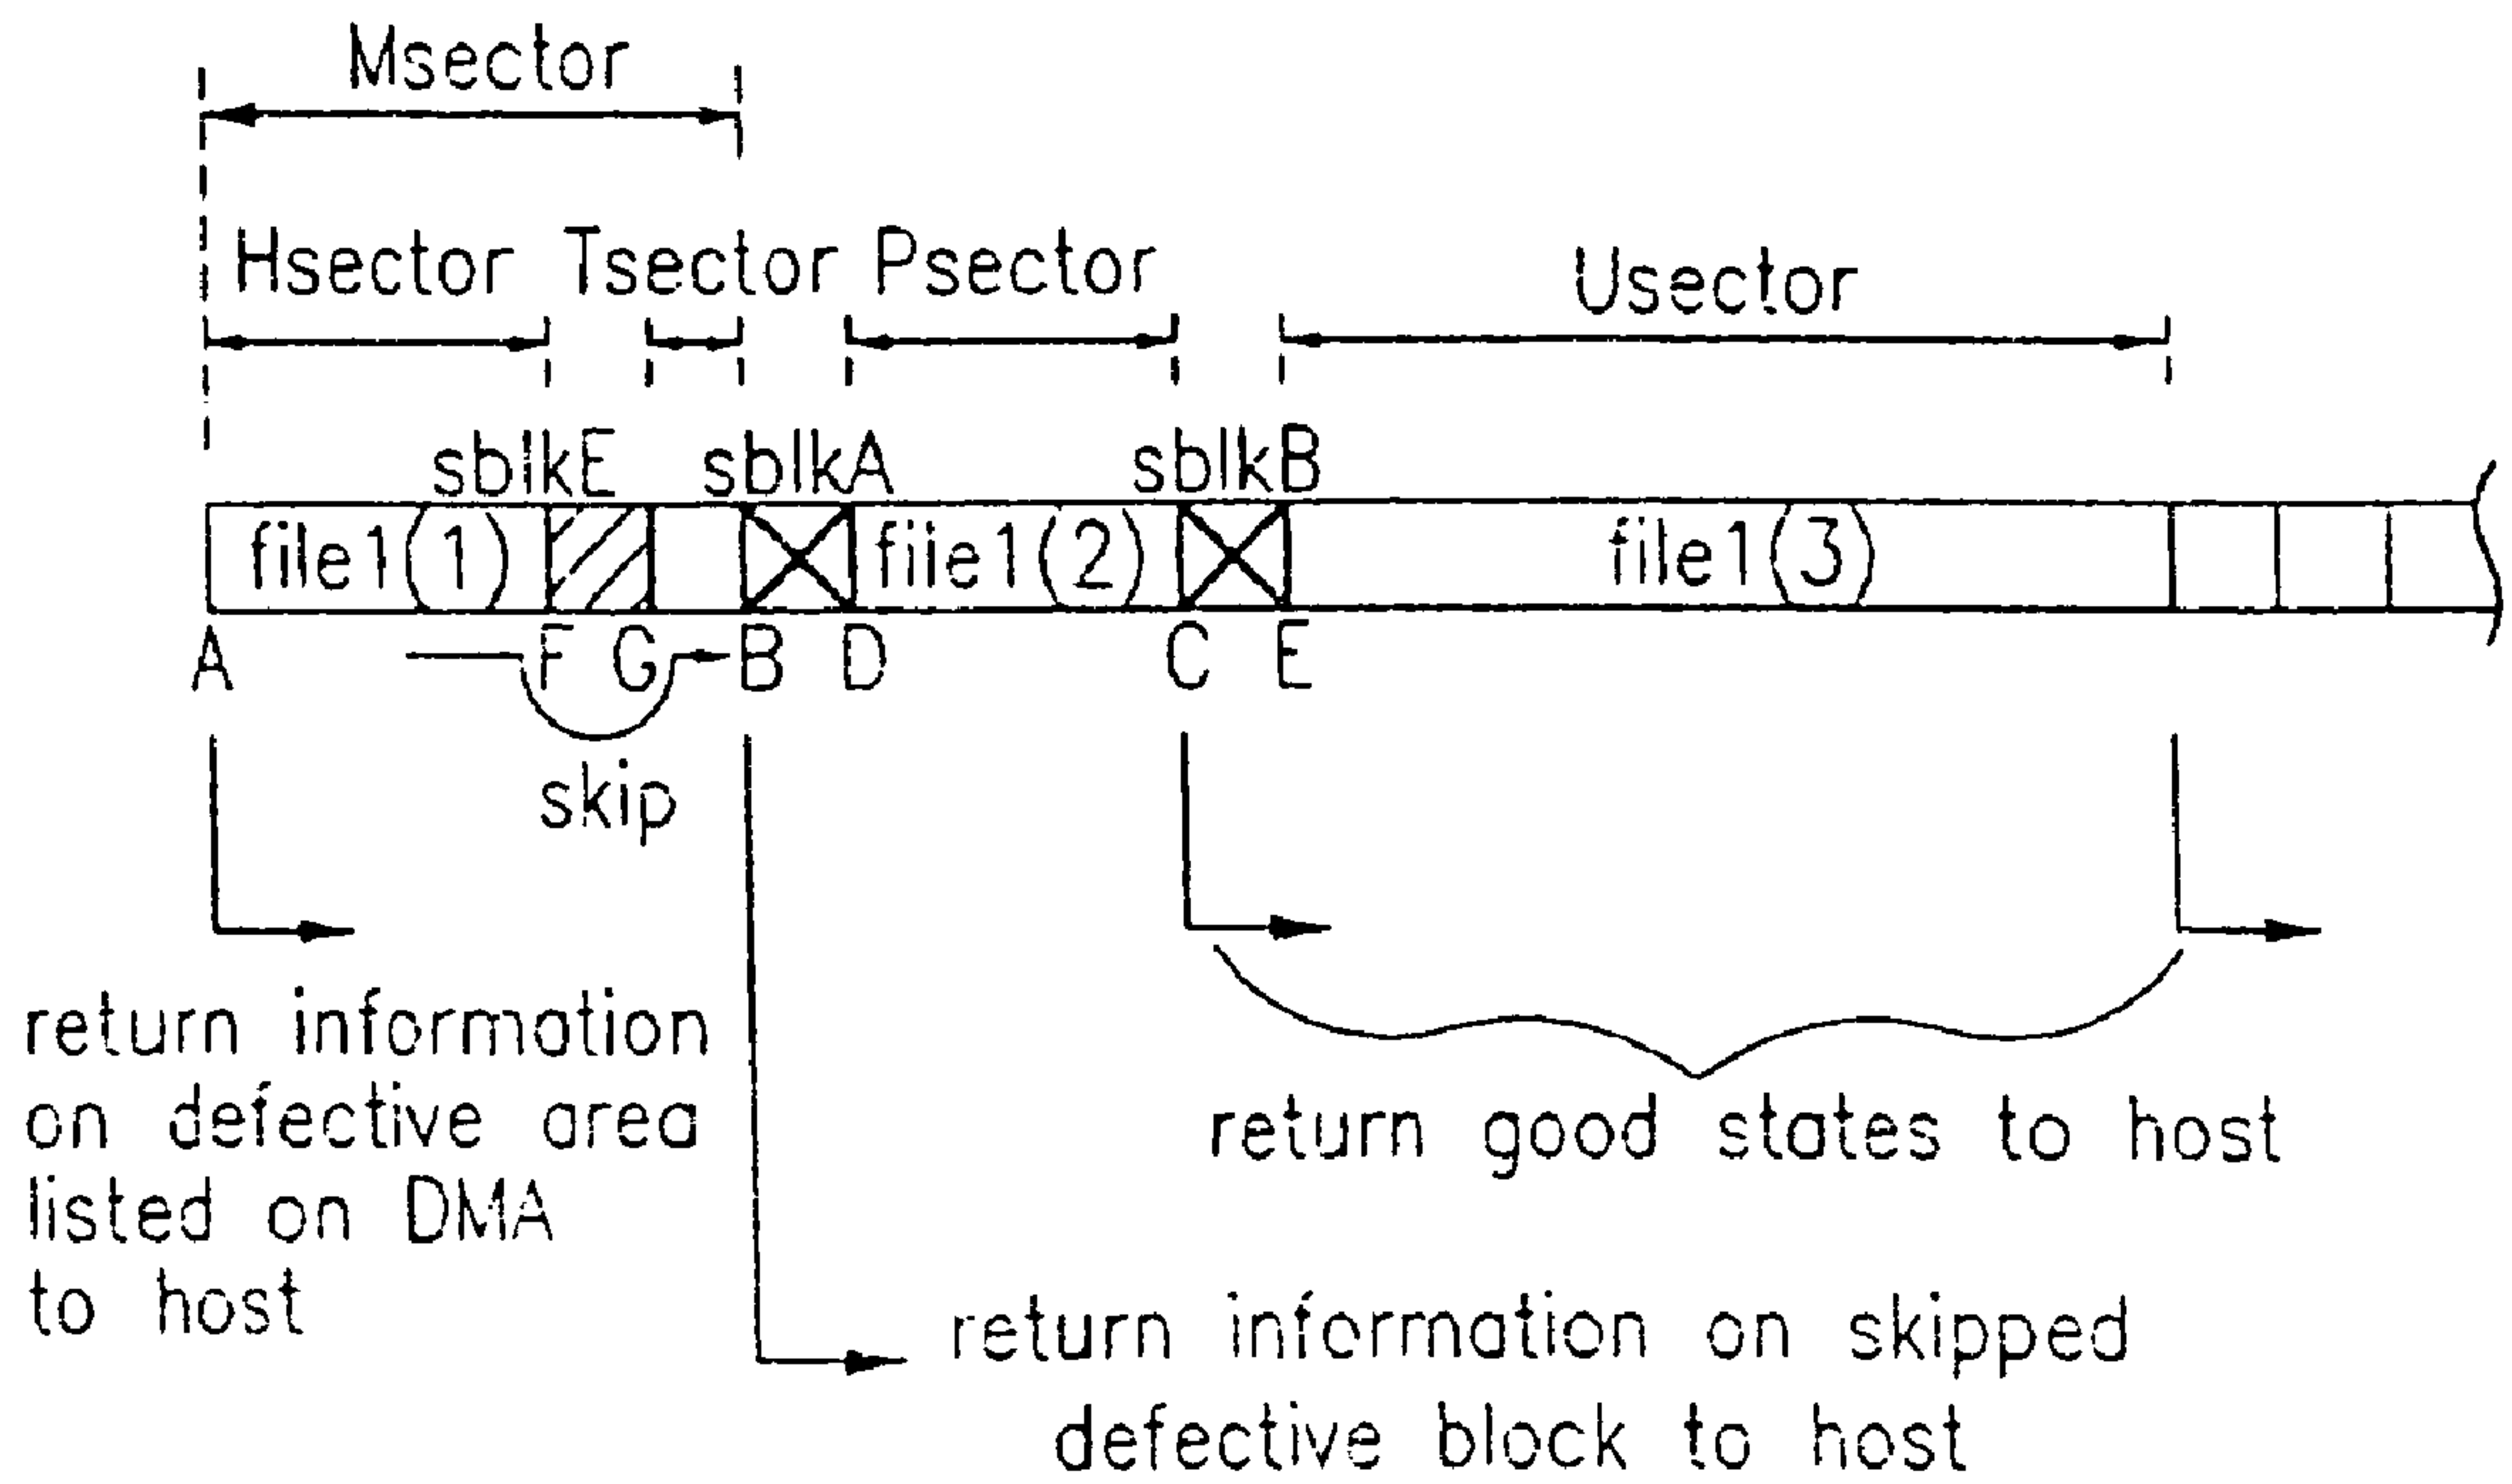 Msector
Hsector Tsector Psector Usector
sblkE sblkA sblkB
file1(1) file1(2) file1(3)
A F G B D C E
skip
return information
on defective area
listed on DMA
to host
return good states to host
return information on skipped
defective block to host